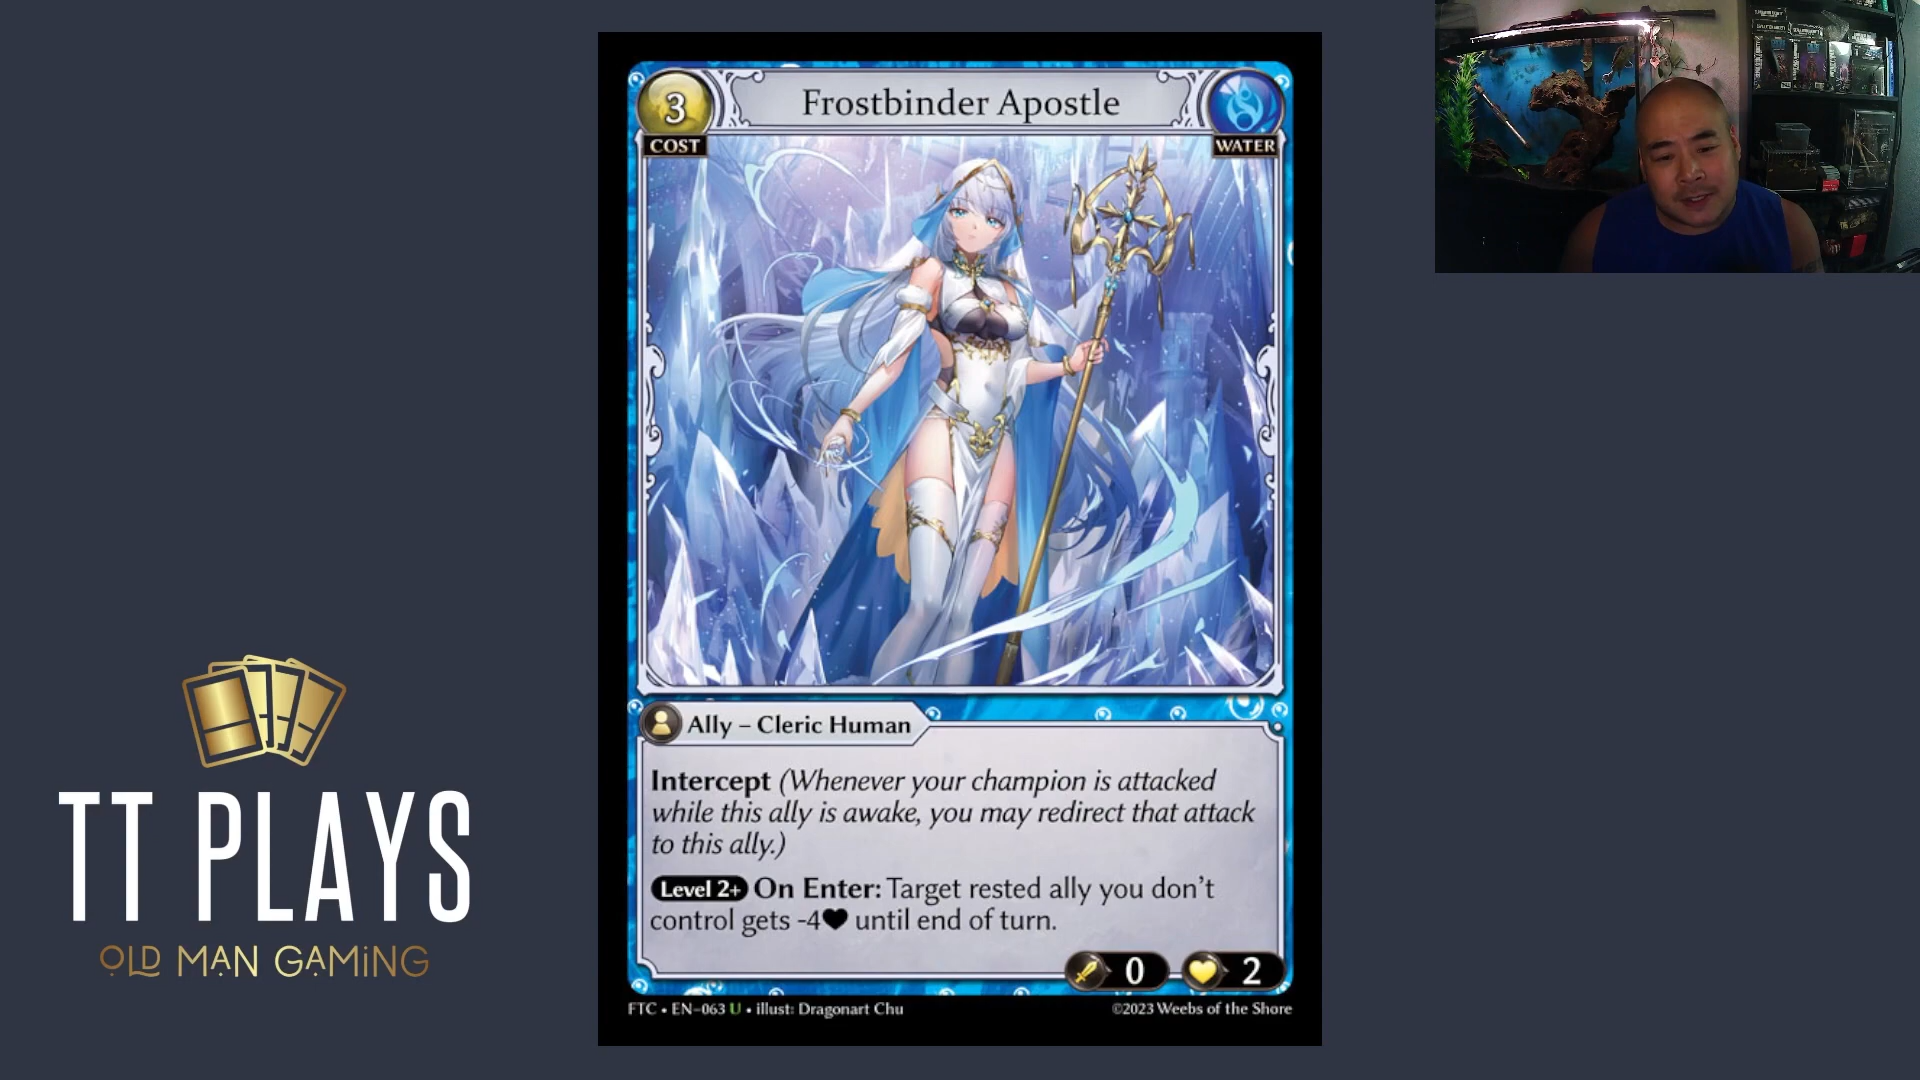 3
Frostbinder Apostle
COST
WATER
Ally – Cleric Human
Intercept (Whenever your champion is attacked
while this ally is awake, you may redirect that attack
to this ally.)
Level 2+ On Enter: Target rested ally you don't
control gets -4♥ until end of turn.
0
2
FTC • EN–063 U • illust: Dragonart Chu
©2023 Weebs of the Shore
TT PLAYS
OLD MAN GAMING